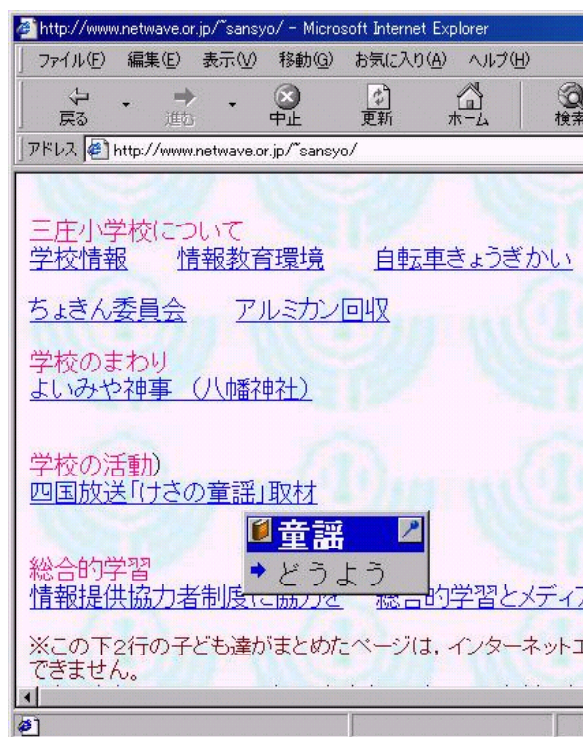 http://www.netwave.or.jp/~sansyo/ - Microsoft Internet Explorer
ファイル(F) 編集(E) 表示(V) 移動(G) お気に入り(A) ヘルプ(H)
戻る 進む 中止 更新 ホーム 検索
アドレス http://www.netwave.or.jp/~sansyo/
三庄小学校について
学校情報 情報教育環境 自転車きょうぎかい
ちょきん委員会 アルミカン回収
学校のまわり
よいみや神事 (八幡神社)
学校の活動)
四国放送「けさの童謡」取材
童謡
どうよう
総合的学習
情報提供協力者制度に協力を 総合的学習とメディア
※この下2行の子ども達がまとめたページは, インターネットエ
できません。